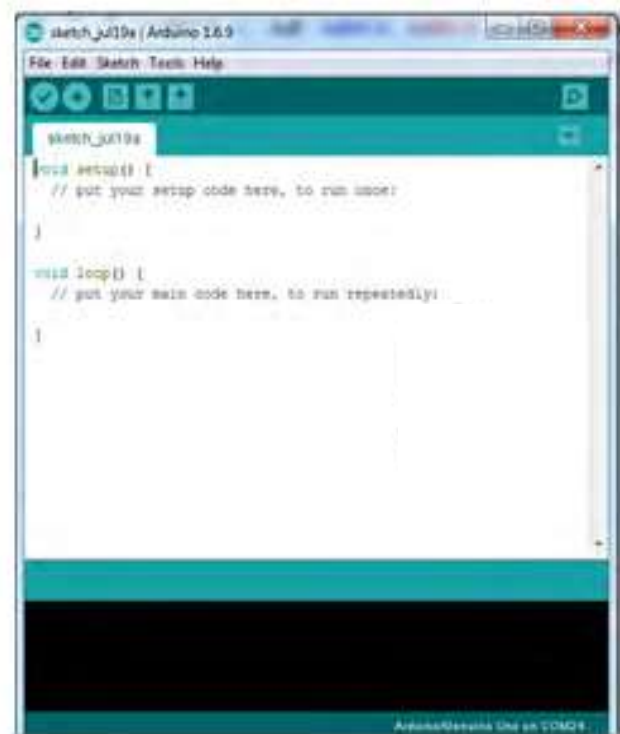 sketch_jul19a | Arduino 1.6.9
File Edit Sketch Tools Help
sketch_jul19a
void setup() {
// put your setup code here, to run once:
}
void loop() {
// put your main code here, to run repeatedly:
}
Arduino/Genuino Uno on COM24